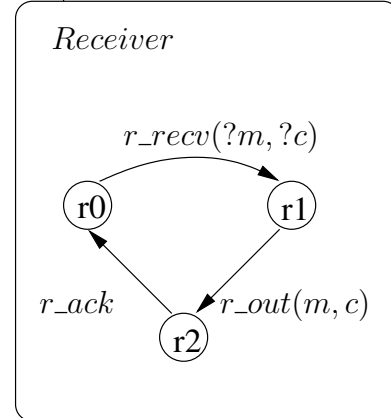 Receiver
r_recv(?m, ?c)
r0
r1
r_ack
r_out(m, c)
r2